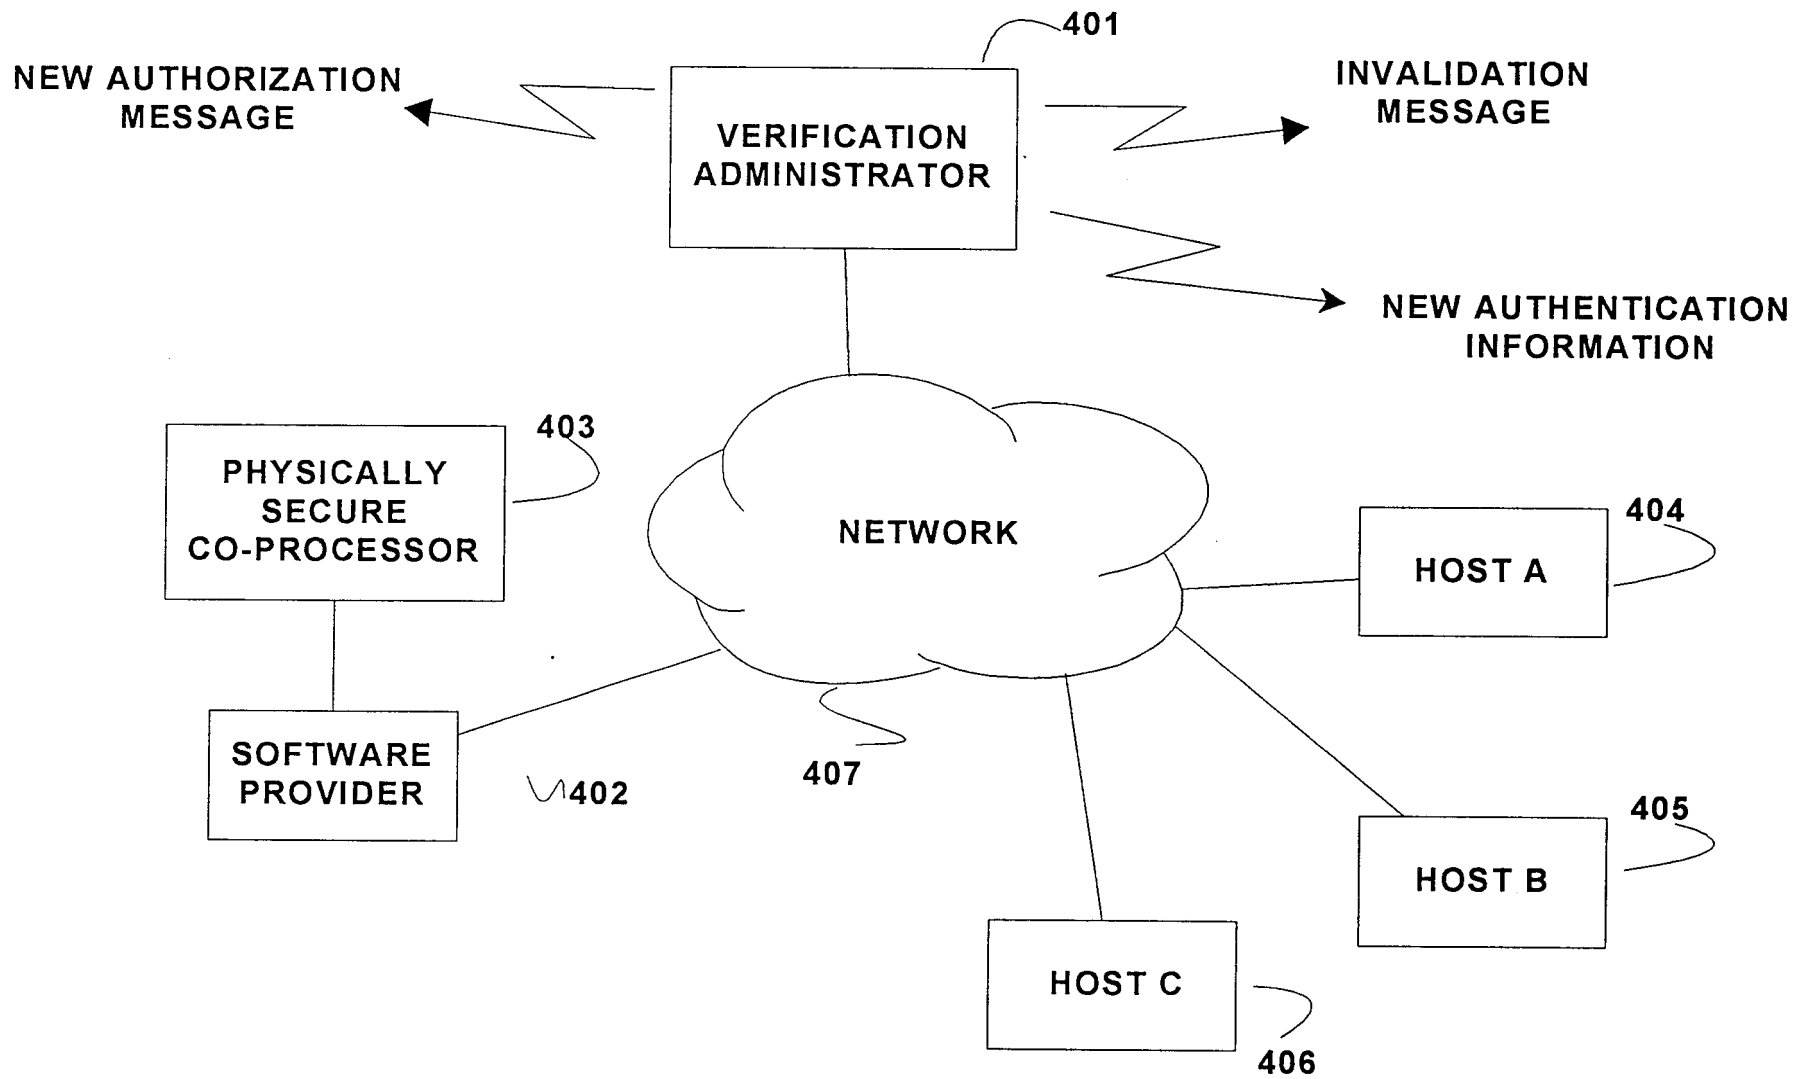 401
NEW AUTHORIZATION
MESSAGE
VERIFICATION
ADMINISTRATOR
INVALIDATION
MESSAGE
NEW AUTHENTICATION
INFORMATION
403
PHYSICALLY
SECURE
CO-PROCESSOR
NETWORK
404
HOST A
SOFTWARE
PROVIDER
402
407
405
HOST B
HOST C
406